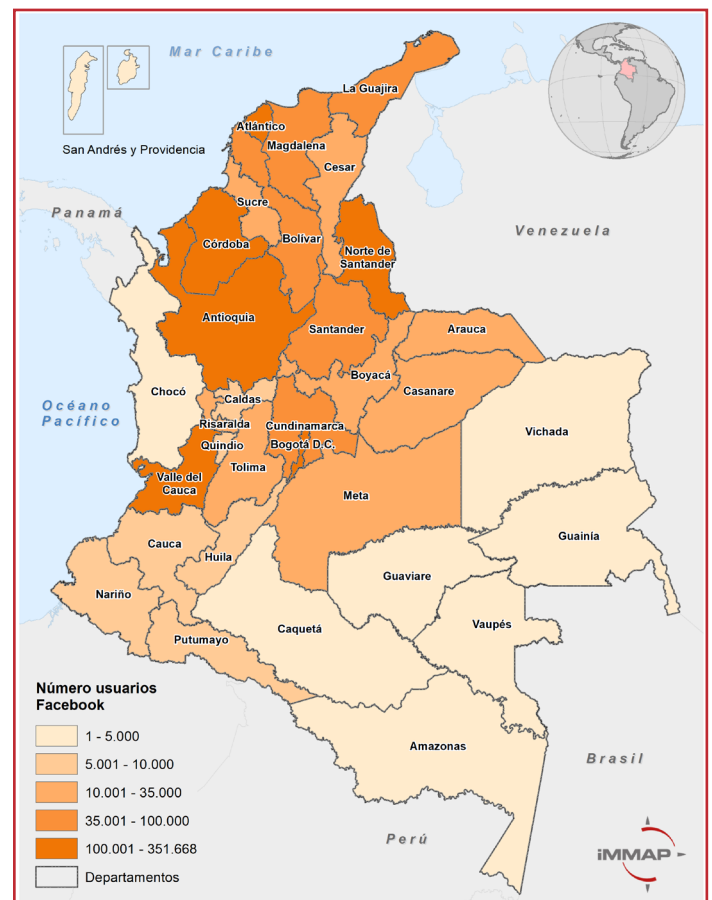 Mar Caribe
La Guajira
Atlántico
Magdalena
San Andrés y Providencia
Cesar
Panamá
Sucre
Venezuela
Córdoba
Bolívar
Norte de
Santander
Antioquia
Santander
Arauca
Boyacá
Chocó
Casanare
Caldas
Océano
Pacífico
Risaralda
Cundinamarca
Vichada
Quindio
Bogotá D.C.
Tolima
Valle del
Cauca
Meta
Guainía
Cauca
Huila
Guaviare
Nariño
Vaupés
Caquetá
Putumayo
Número usuarios
Facebook
1 - 5.000
5.001 - 10.000
10.001 - 35.000
35.001 - 100.000
100.001 - 351.668
Departamentos
Amazonas
Brasil
Perú
iMMAP